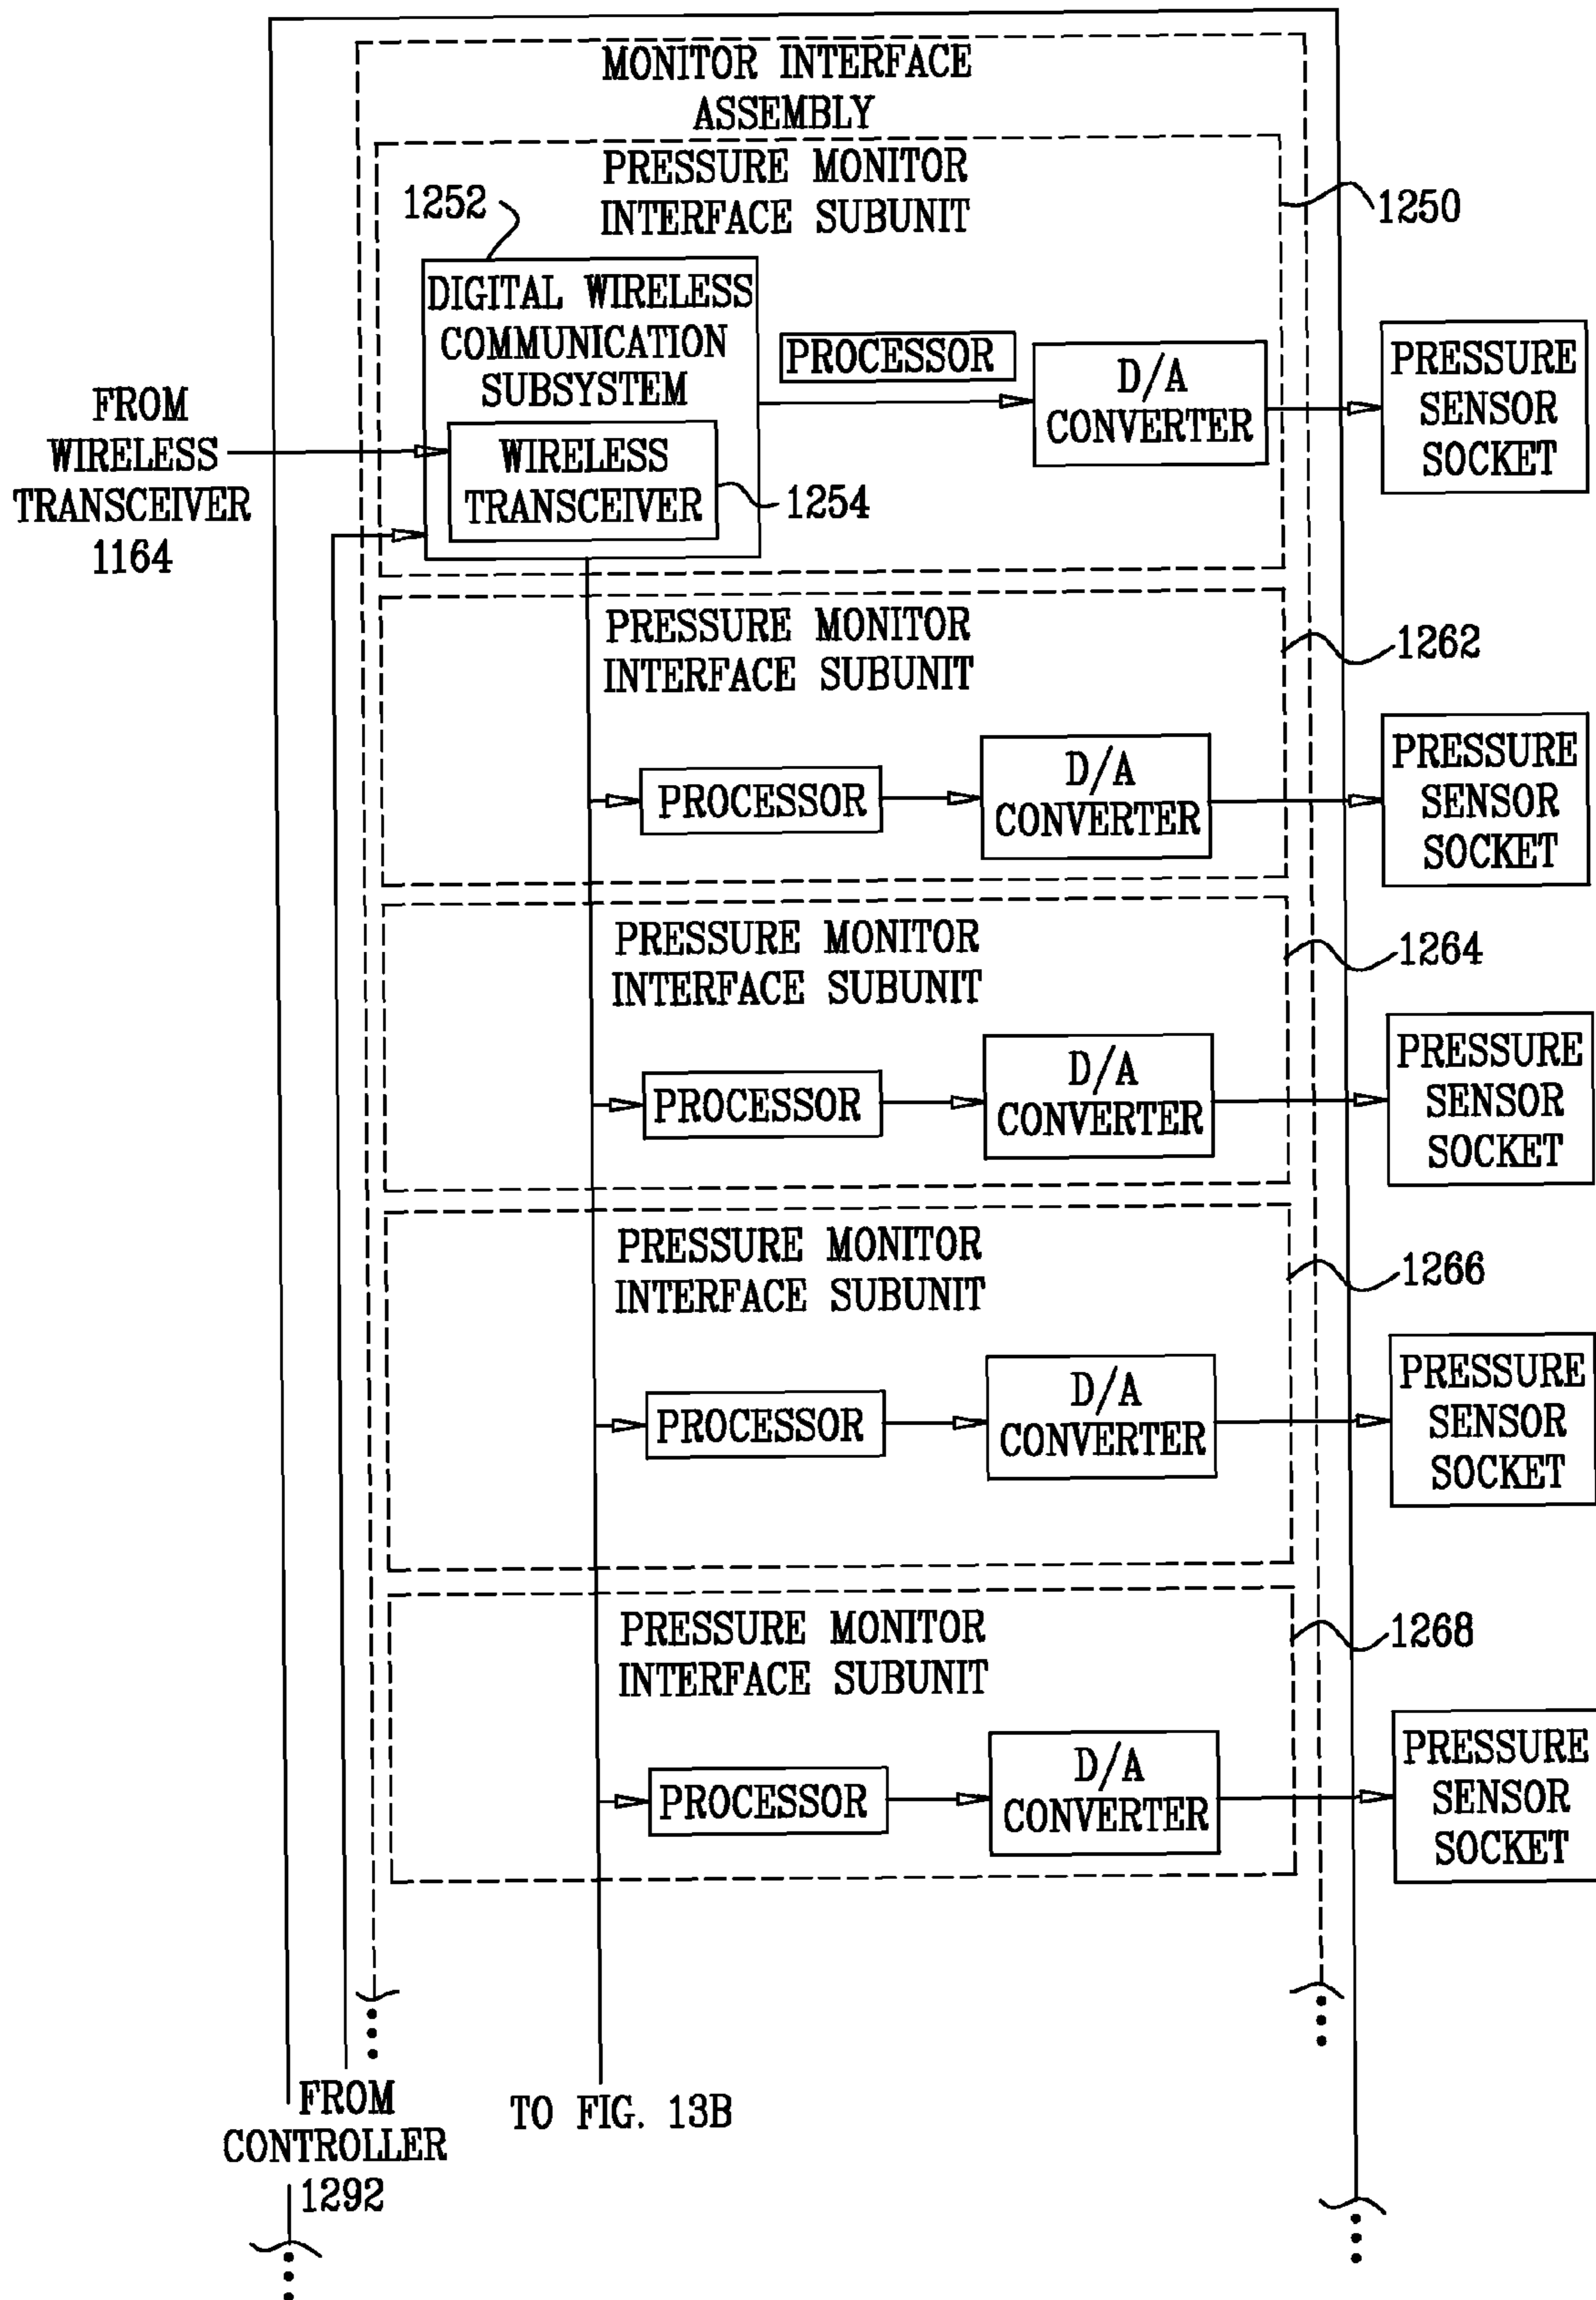 MONITOR INTERFACE
ASSEMBLY
PRESSURE MONITOR
INTERFACE SUBUNIT
1250
1252
DIGITAL WIRELESS
COMMUNICATION
SUBSYSTEM
WIRELESS
TRANSCEIVER
1254
PROCESSOR
D/A
CONVERTER
PRESSURE
SENSOR
SOCKET
FROM
WIRELESS
TRANSCEIVER
1164
PRESSURE MONITOR
INTERFACE SUBUNIT
1262
PROCESSOR
D/A
CONVERTER
PRESSURE
SENSOR
SOCKET
PRESSURE MONITOR
INTERFACE SUBUNIT
1264
PROCESSOR
D/A
CONVERTER
PRESSURE
SENSOR
SOCKET
PRESSURE MONITOR
INTERFACE SUBUNIT
1266
PROCESSOR
D/A
CONVERTER
PRESSURE
SENSOR
SOCKET
PRESSURE MONITOR
INTERFACE SUBUNIT
1268
PROCESSOR
D/A
CONVERTER
PRESSURE
SENSOR
SOCKET
FROM
CONTROLLER
1292
TO FIG. 13B